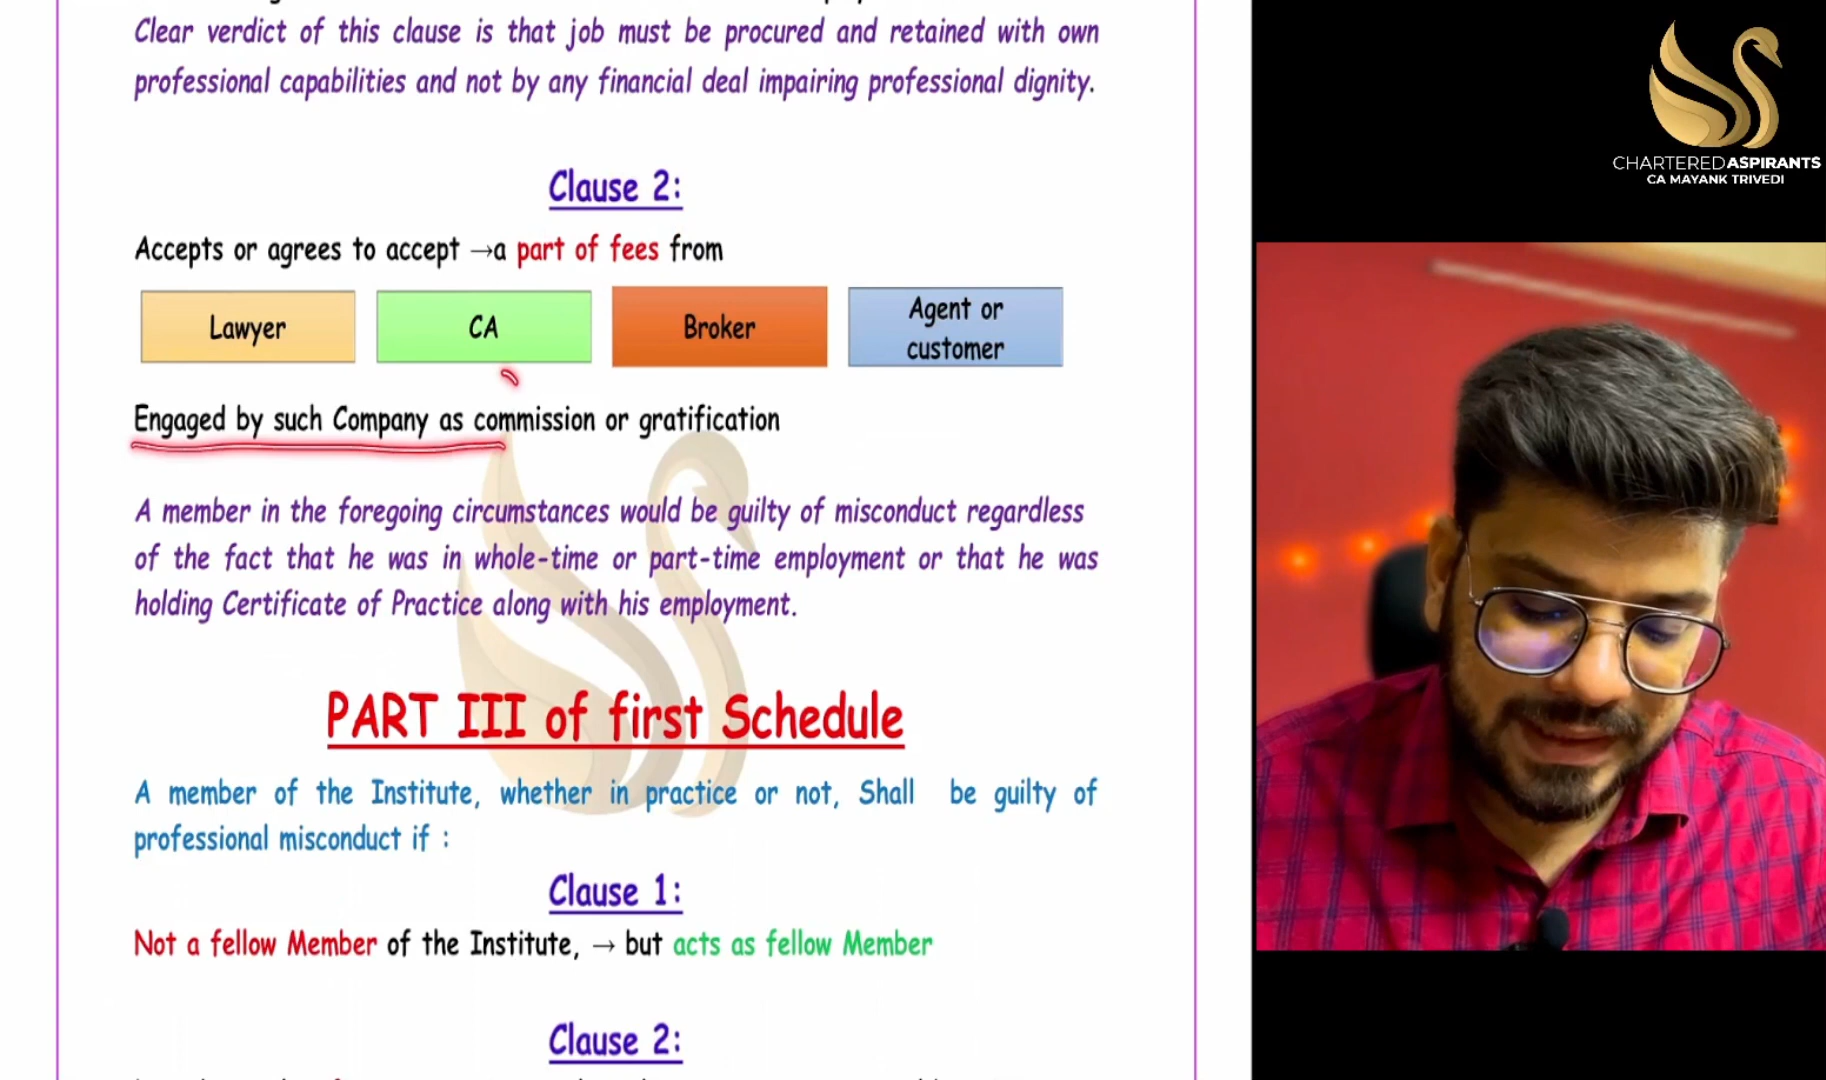 Clear verdict of this clause is that job must be procured and retained with own
professional capabilities and not by any financial deal impairing professional dignity.
Clause 2:
Accepts or agrees to accept →a part of fees from
Lawyer
CA
Broker
Agent or
customer
Engaged by such Company as commission or gratification
A member in the foregoing circumstances would be guilty of misconduct regardless
of the fact that he was in whole-time or part-time employment or that he was
holding Certificate of Practice along with his employment.
PART III of first Schedule
A member of the Institute, whether in practice or not, Shall be guilty of
professional misconduct if :
Clause 1:
Not a fellow Member of the Institute, → but acts as fellow Member
Clause 2:
CHARTERED ASPIRANTS
CA MAYANK TRIVEDI